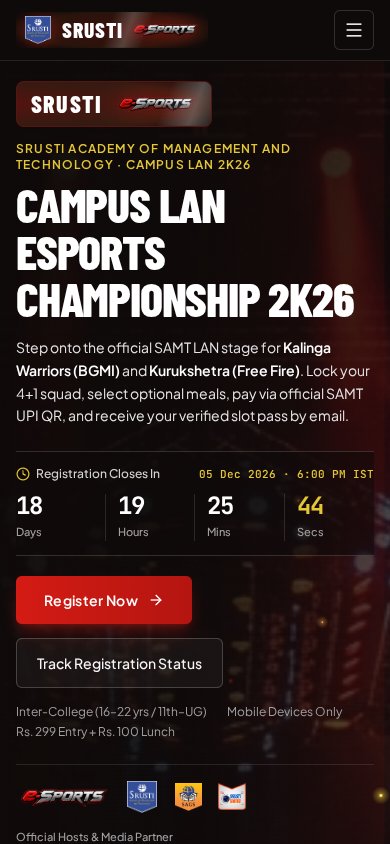 SRUSTI e-SPORTS
SRUSTI e-SPORTS
SRUSTI ACADEMY OF MANAGEMENT AND
TECHNOLOGY · CAMPUS LAN 2K26
CAMPUS LAN
ESPORTS
CHAMPIONSHIP 2K26
Step onto the official SAMT LAN stage for Kalinga
Warriors (BGMI) and Kurukshetra (Free Fire). Lock your
4+1 squad, select optional meals, pay via official SAMT
UPI QR, and receive your verified slot pass by email.
Registration Closes In 05 Dec 2026 · 6:00 PM IST
18 19 25 44
Days Hours Mins Secs
Register Now →
Track Registration Status
Inter-College (16–22 yrs / 11th–UG) Mobile Devices Only
Rs. 299 Entry + Rs. 100 Lunch
e-SPORTS SRUSTI SAGS
Official Hosts & Media Partner